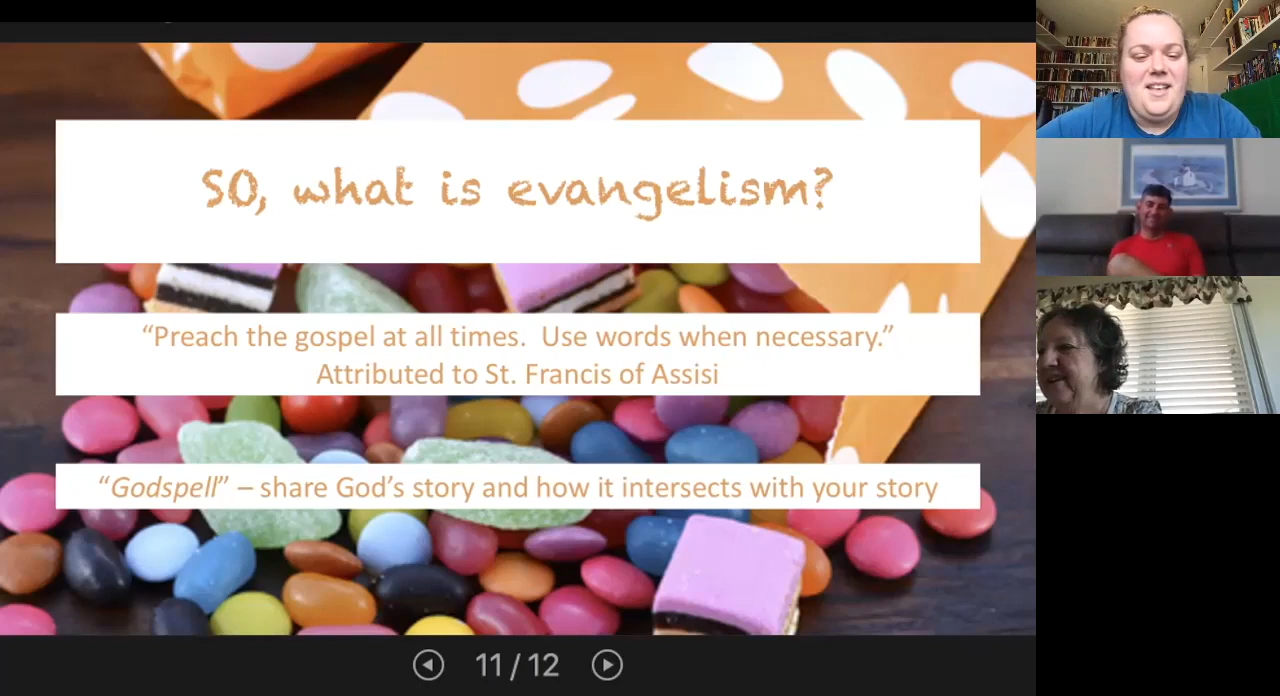 SO, what is evangelism?
“Preach the gospel at all times.  Use words when necessary.”
Attributed to St. Francis of Assisi
“Godspell” – share God’s story and how it intersects with your story
11 / 12